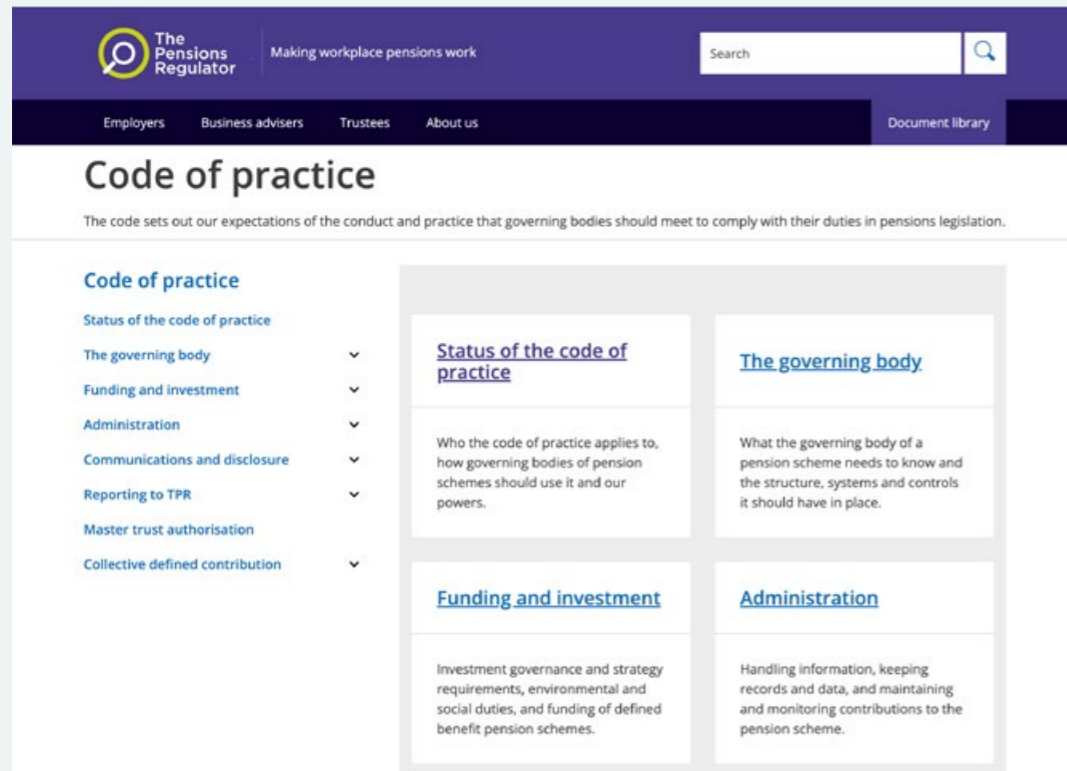 The
Pensions
Regulator
Making workplace pensions work
Search
Employers
Business advisers
Trustees
About us
Document library
Code of practice
The code sets out our expectations of the conduct and practice that governing bodies should meet to comply with their duties in pensions legislation.
Code of practice
Status of the code of practice
The governing body
Funding and investment
Administration
Communications and disclosure
Reporting to TPR
Master trust authorisation
Collective defined contribution
Status of the code of
practice
Who the code of practice applies to,
how governing bodies of pension
schemes should use it and our
powers.
The governing body
What the governing body of a
pension scheme needs to know and
the structure, systems and controls
it should have in place.
Funding and investment
Investment governance and strategy
requirements, environmental and
social duties, and funding of defined
benefit pension schemes.
Administration
Handling information, keeping
records and data, and maintaining
and monitoring contributions to the
pension scheme.